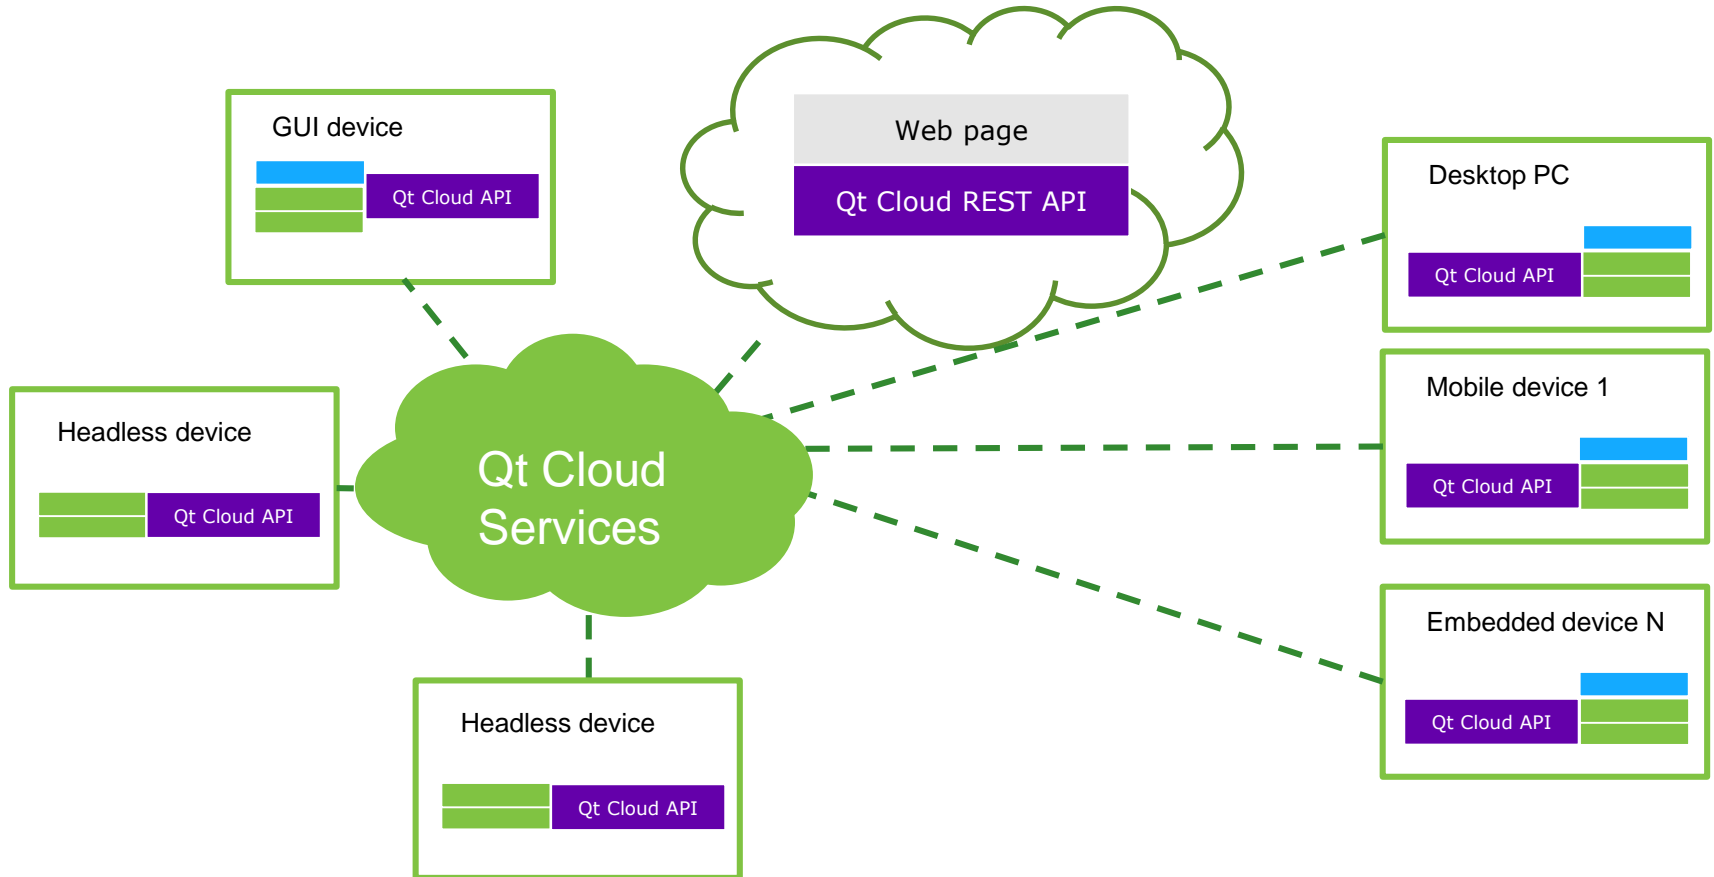 GUI device
Qt Cloud API
Web page
Qt Cloud REST API
Desktop PC
Qt Cloud API
Mobile device 1
Qt Cloud API
Headless device
Qt Cloud API
Qt Cloud
Services
Embedded device N
Qt Cloud API
Headless device
Qt Cloud API